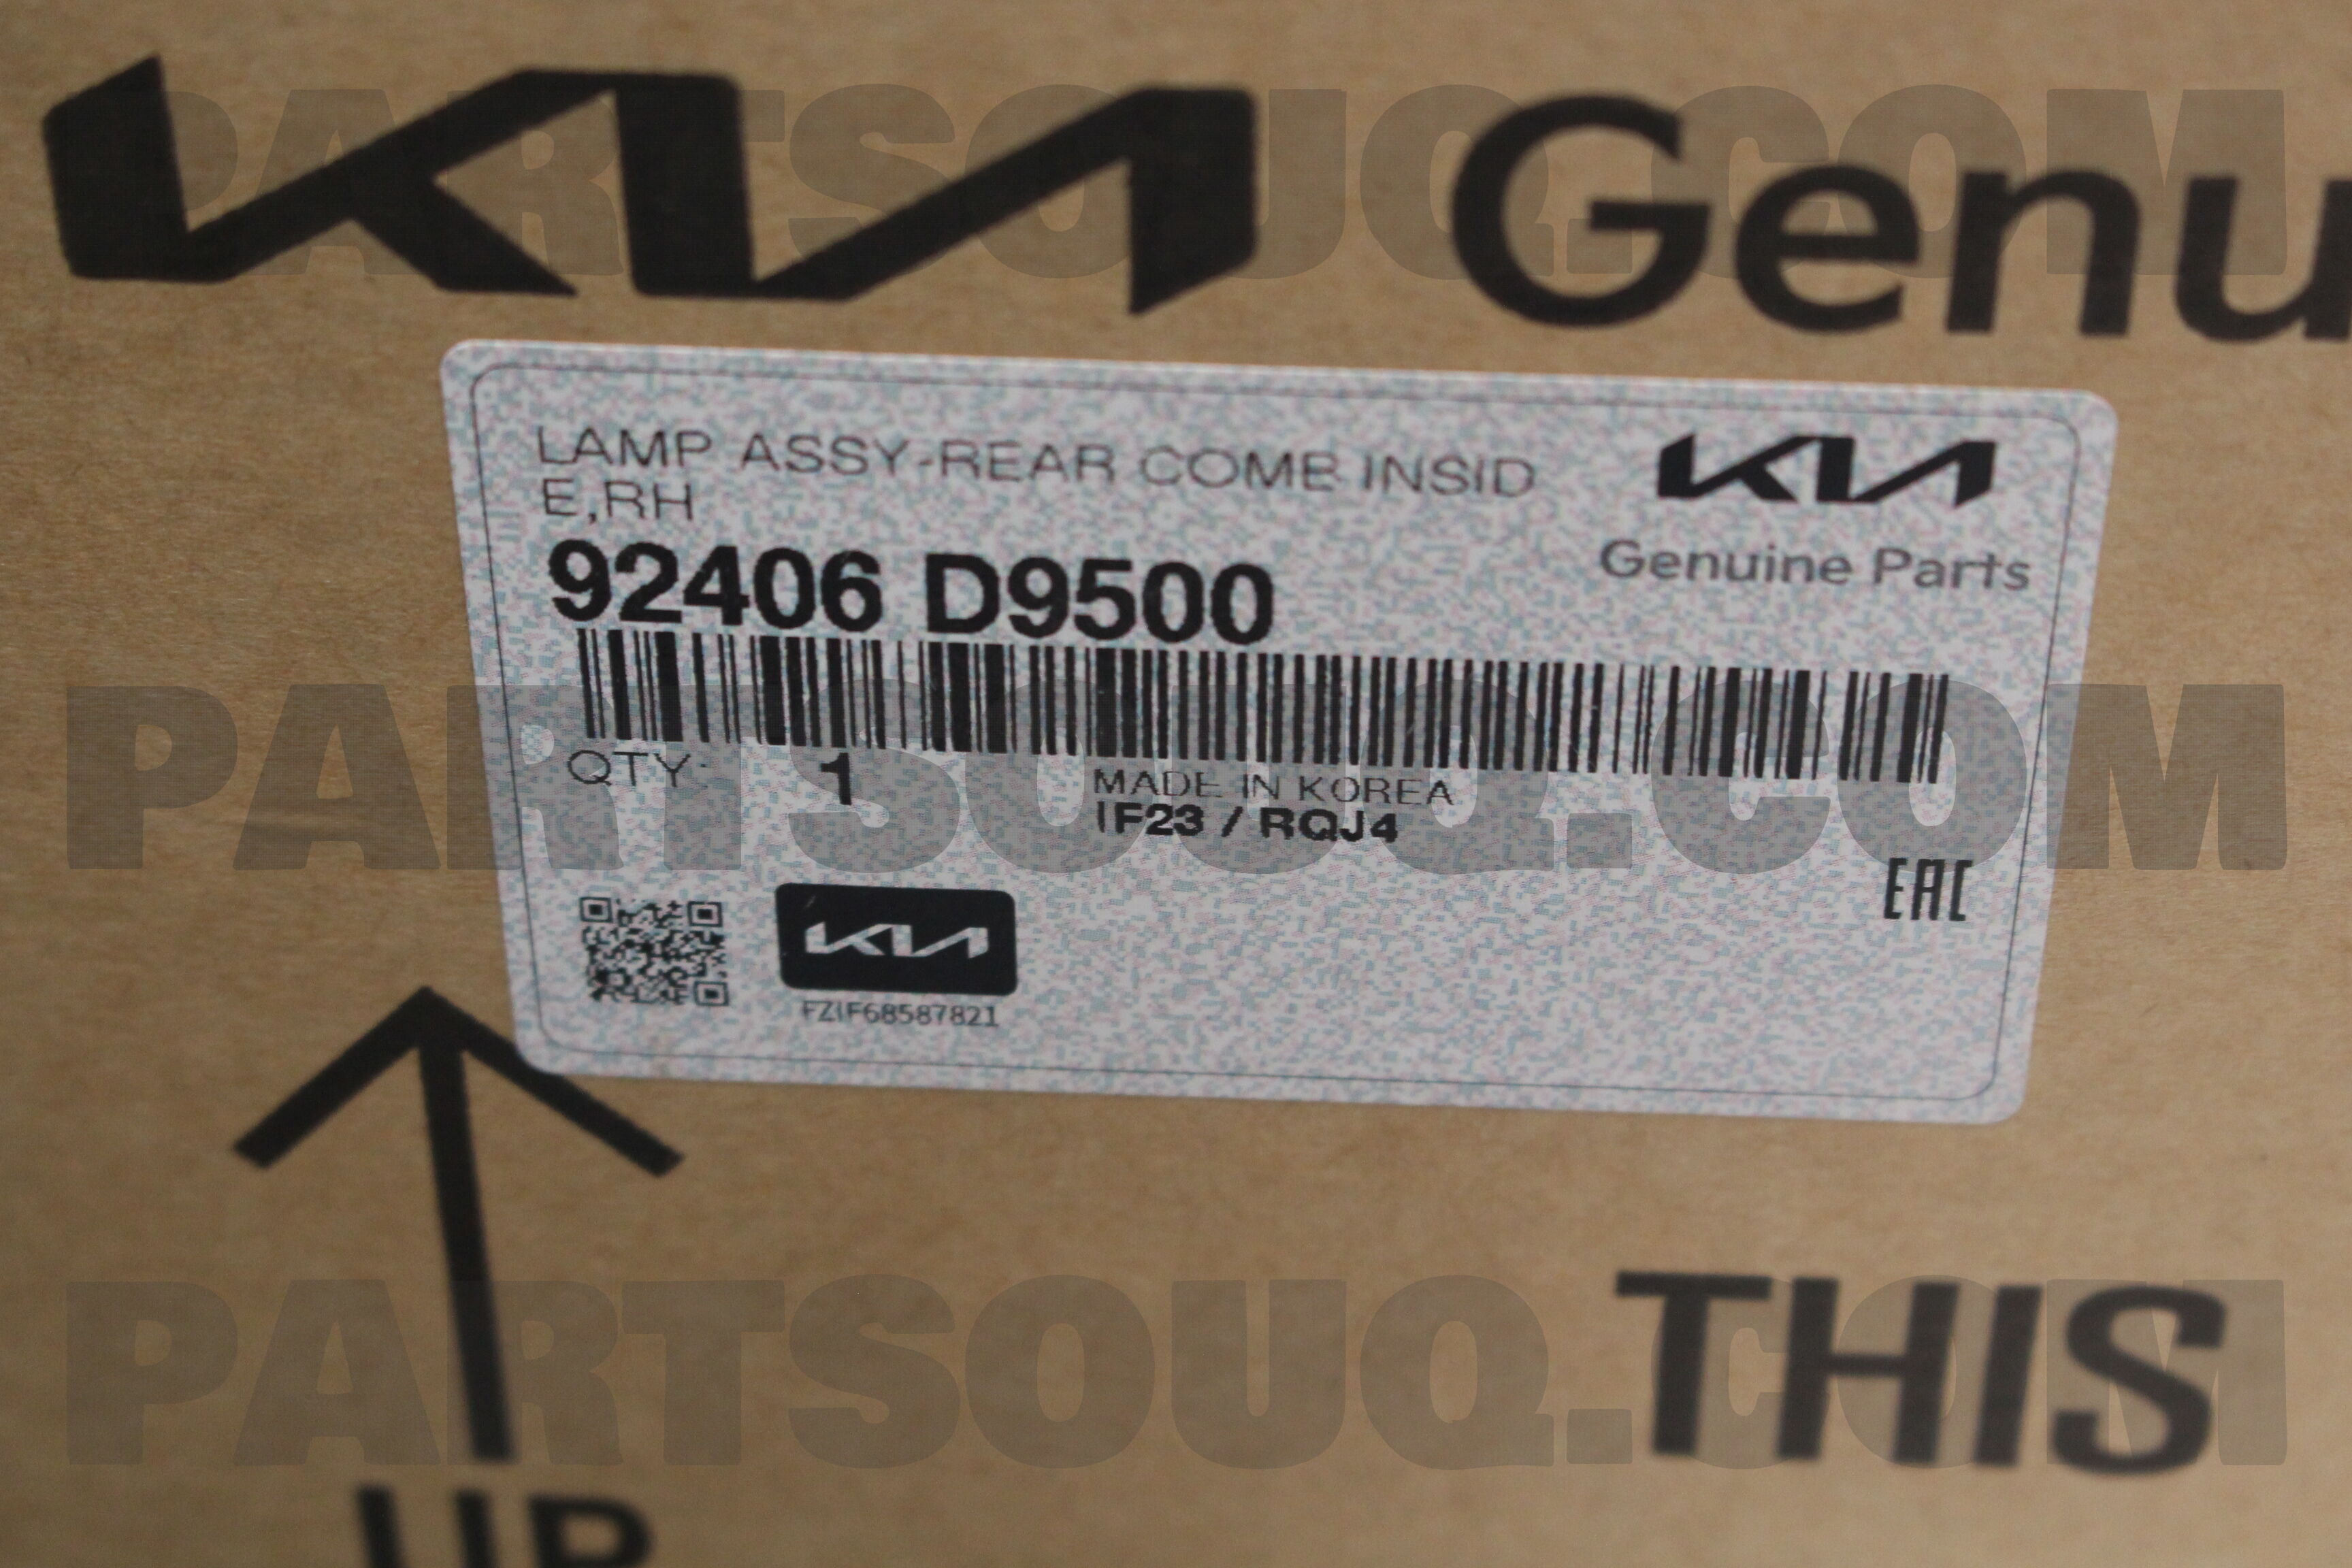 KIA Genu
LAMP ASSY-REAR COMB INSID
E,RH
KIA
Genuine Parts
92406 D9500
QTY: 1
MADE IN KOREA
IF23 / RQJ4
EAC
KIA
FZIF68587821
THIS
UP
PARTSOUQ.COM
PARTSOUQ.COM
PARTSOUQ.COM